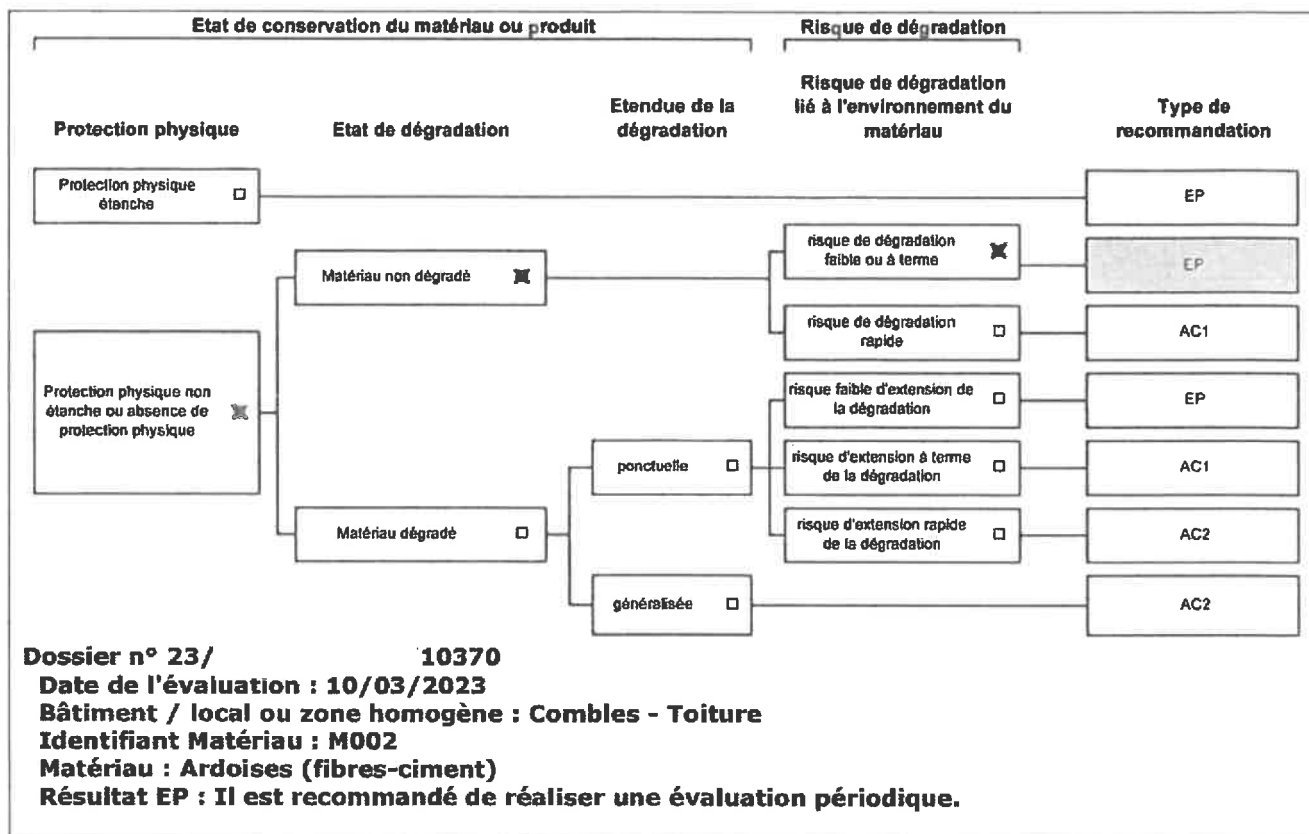 Etat de conservation du matériau ou produit
Risque de dégradation
Protection physique
Etat de dégradation
Etendue de la
dégradation
Risque de dégradation
lié à l'environnement du
matériau
Type de
recommandation
Protection physique
étanche
EP
risque de dégradation
faible ou à terme
EP
Matériau non dégradé
risque de dégradation
rapide
AC1
Protection physique non
étanche ou absence de
protection physique
risque faible d'extension de
la dégradation
EP
ponctuelle
risque d'extension à terme
de la dégradation
AC1
Matériau dégradé
risque d'extension rapide
de la dégradation
AC2
généralisée
AC2
Dossier n° 23/ 10370
Date de l'évaluation : 10/03/2023
Bâtiment / local ou zone homogène : Combles - Toiture
Identifiant Matériau : M002
Matériau : Ardoises (fibres-ciment)
Résultat EP : Il est recommandé de réaliser une évaluation périodique.